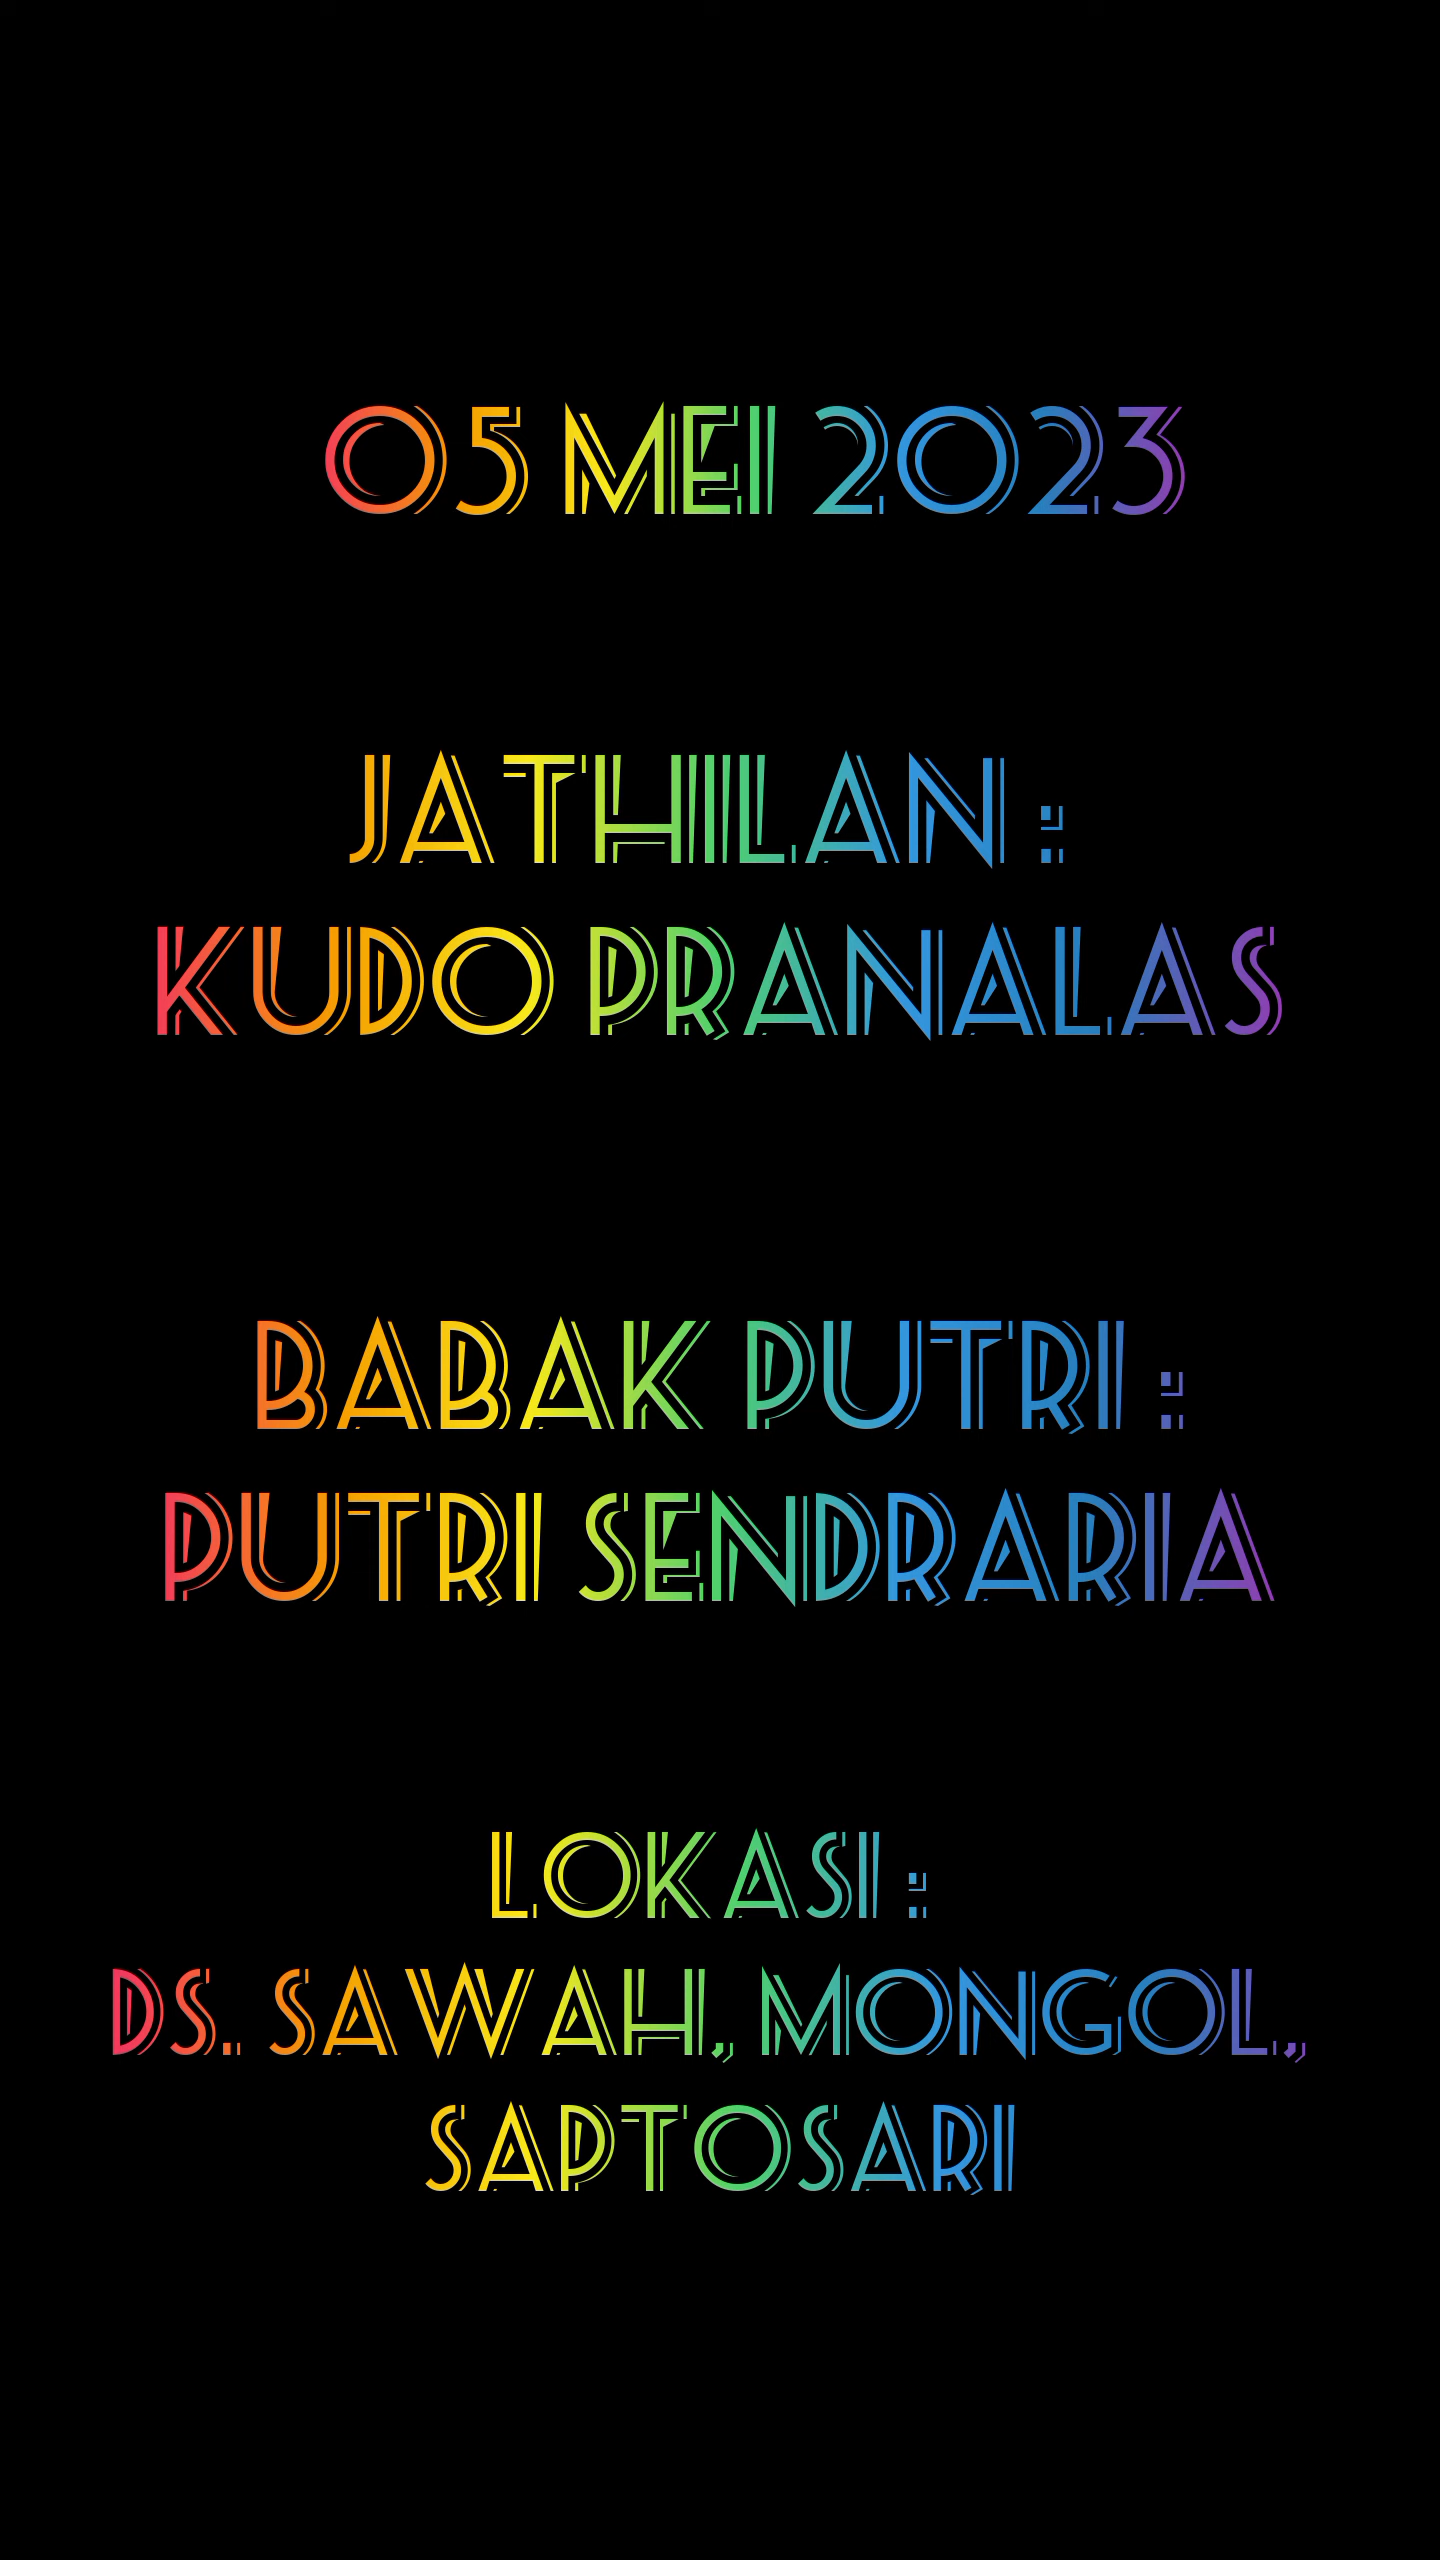 05 MEI 2023
JATHILAN :
KUDO PRANALAS
BABAK PUTRI :
PUTRI SENDRARIA
LOKASI :
DS. SAWAH, MONGOL,
SAPTOSARI